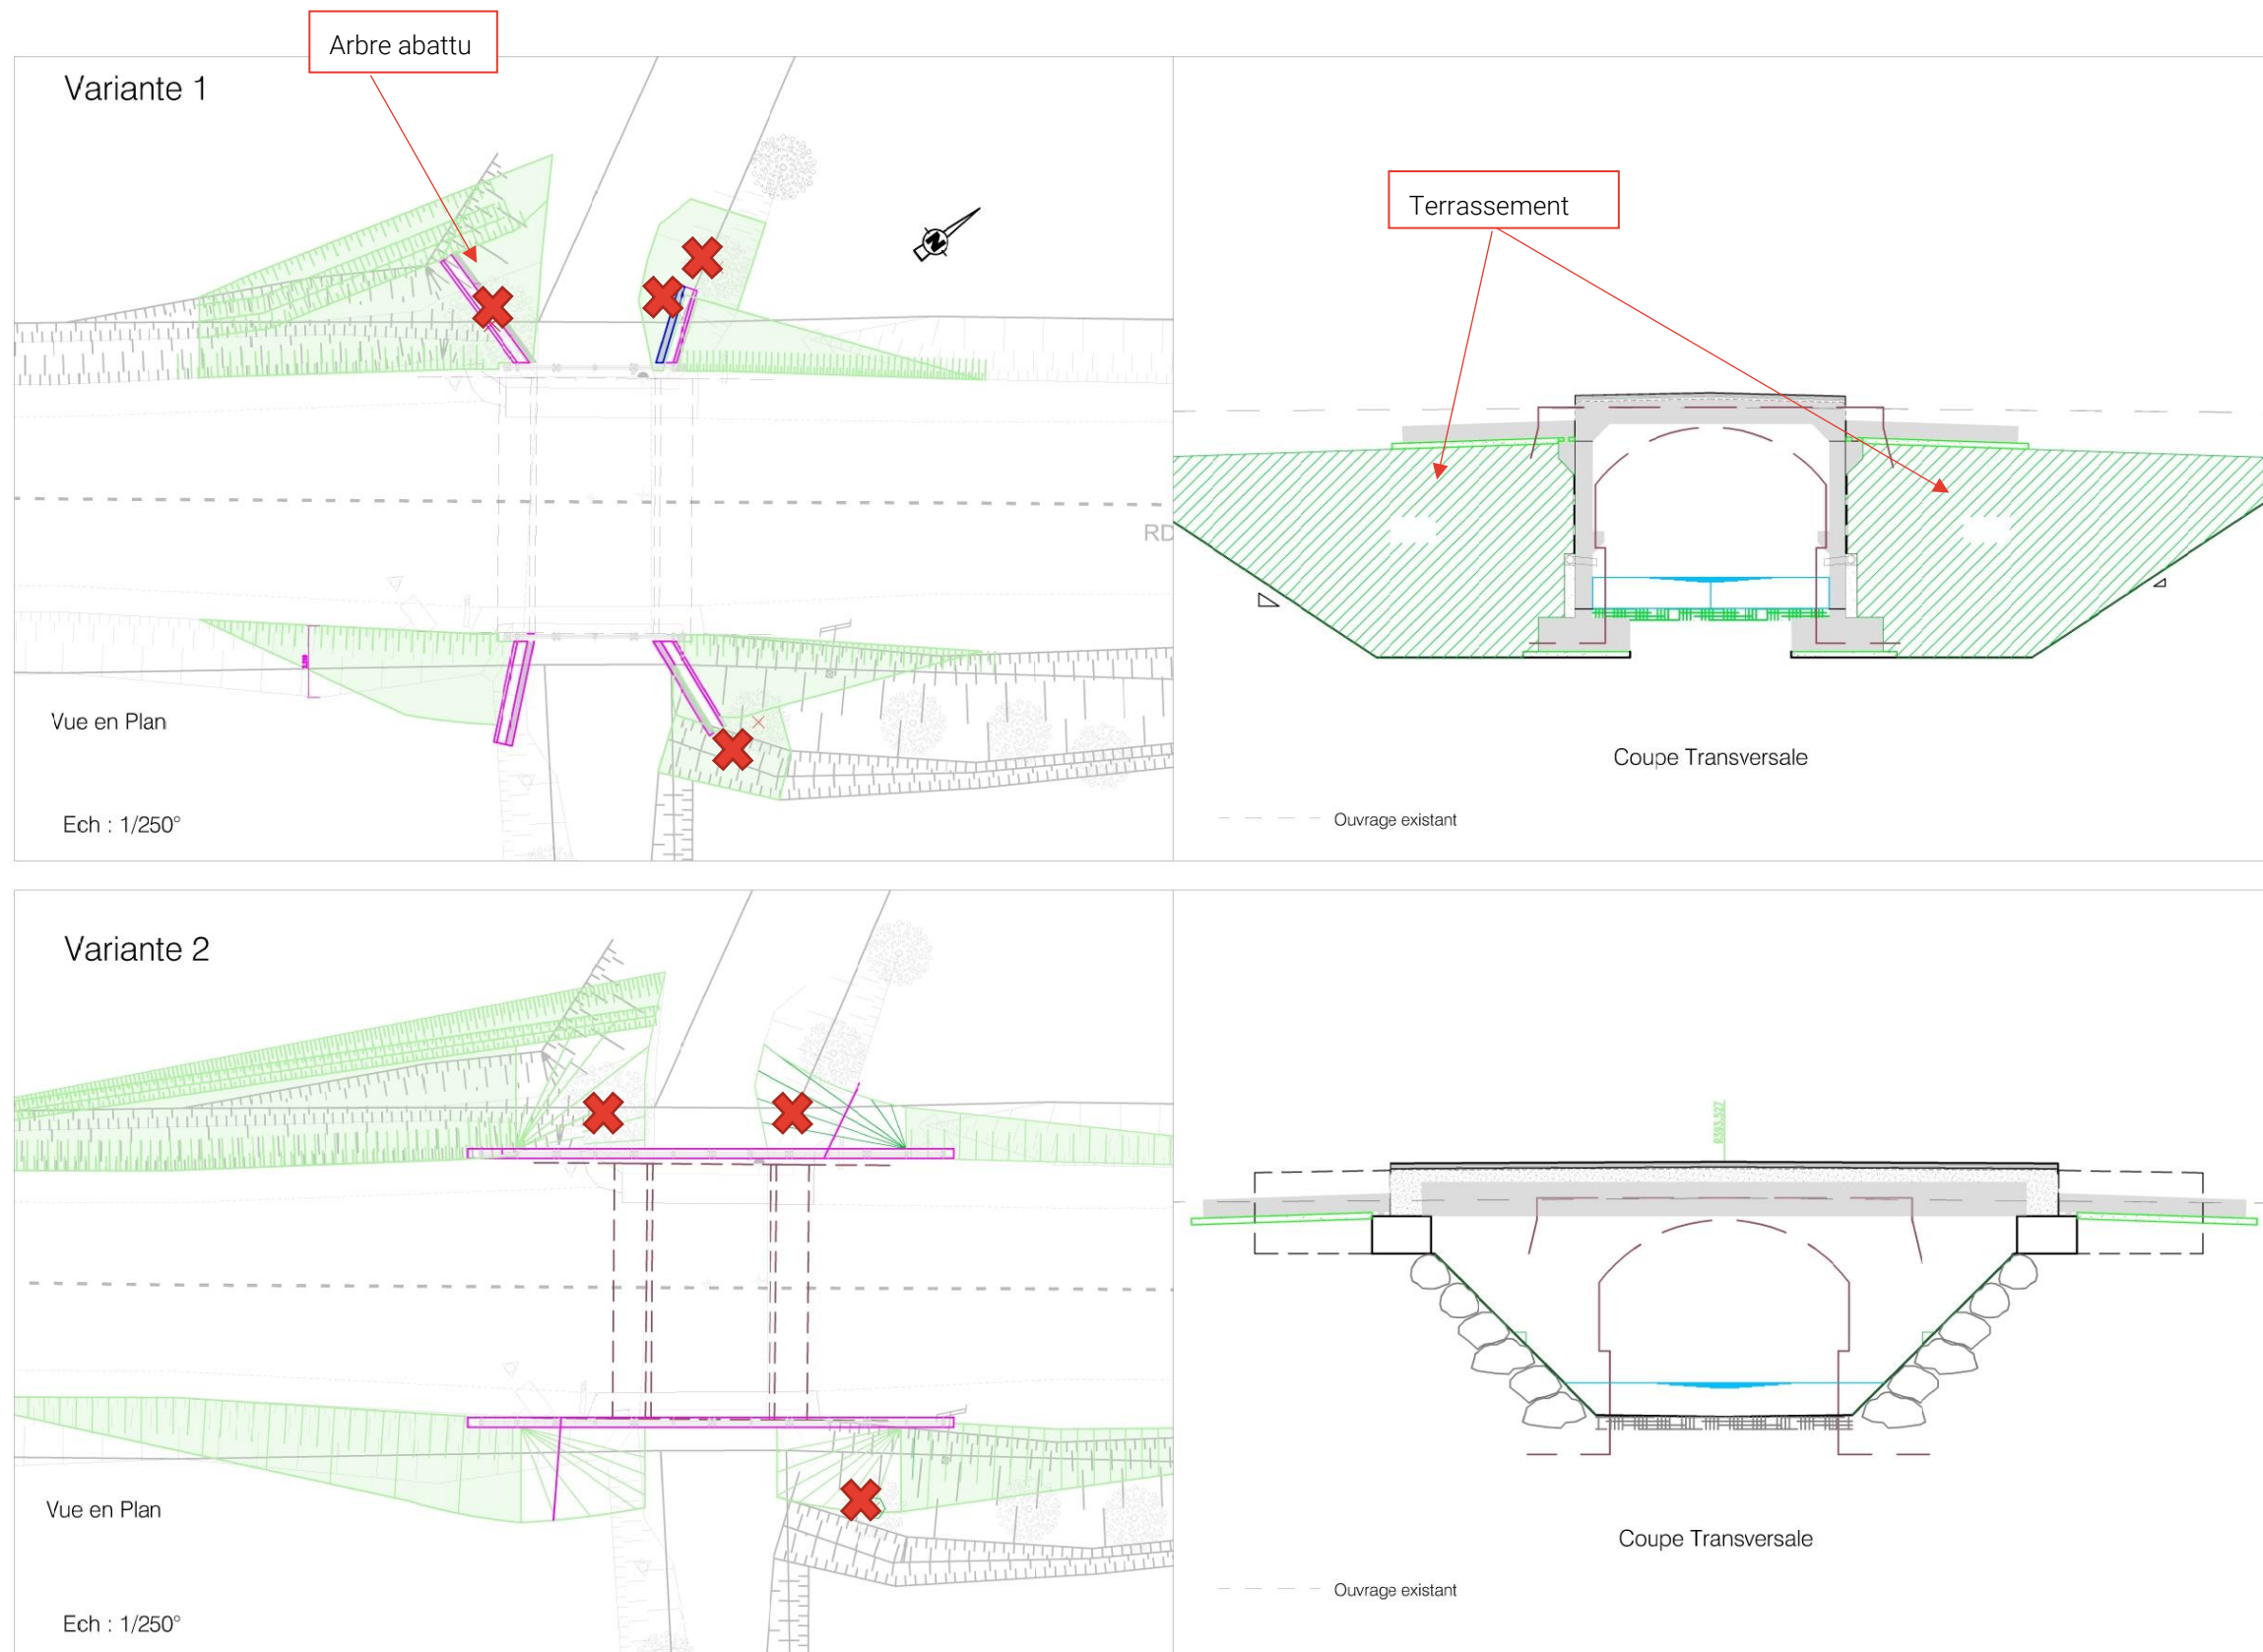 Arbre abattu
Variante 1
Terrassement
N
RD
Vue en Plan
Coupe Transversale
Ouvrage existant
Ech : 1/250°
Variante 2
Vue en Plan
Coupe Transversale
Ouvrage existant
Ech : 1/250°